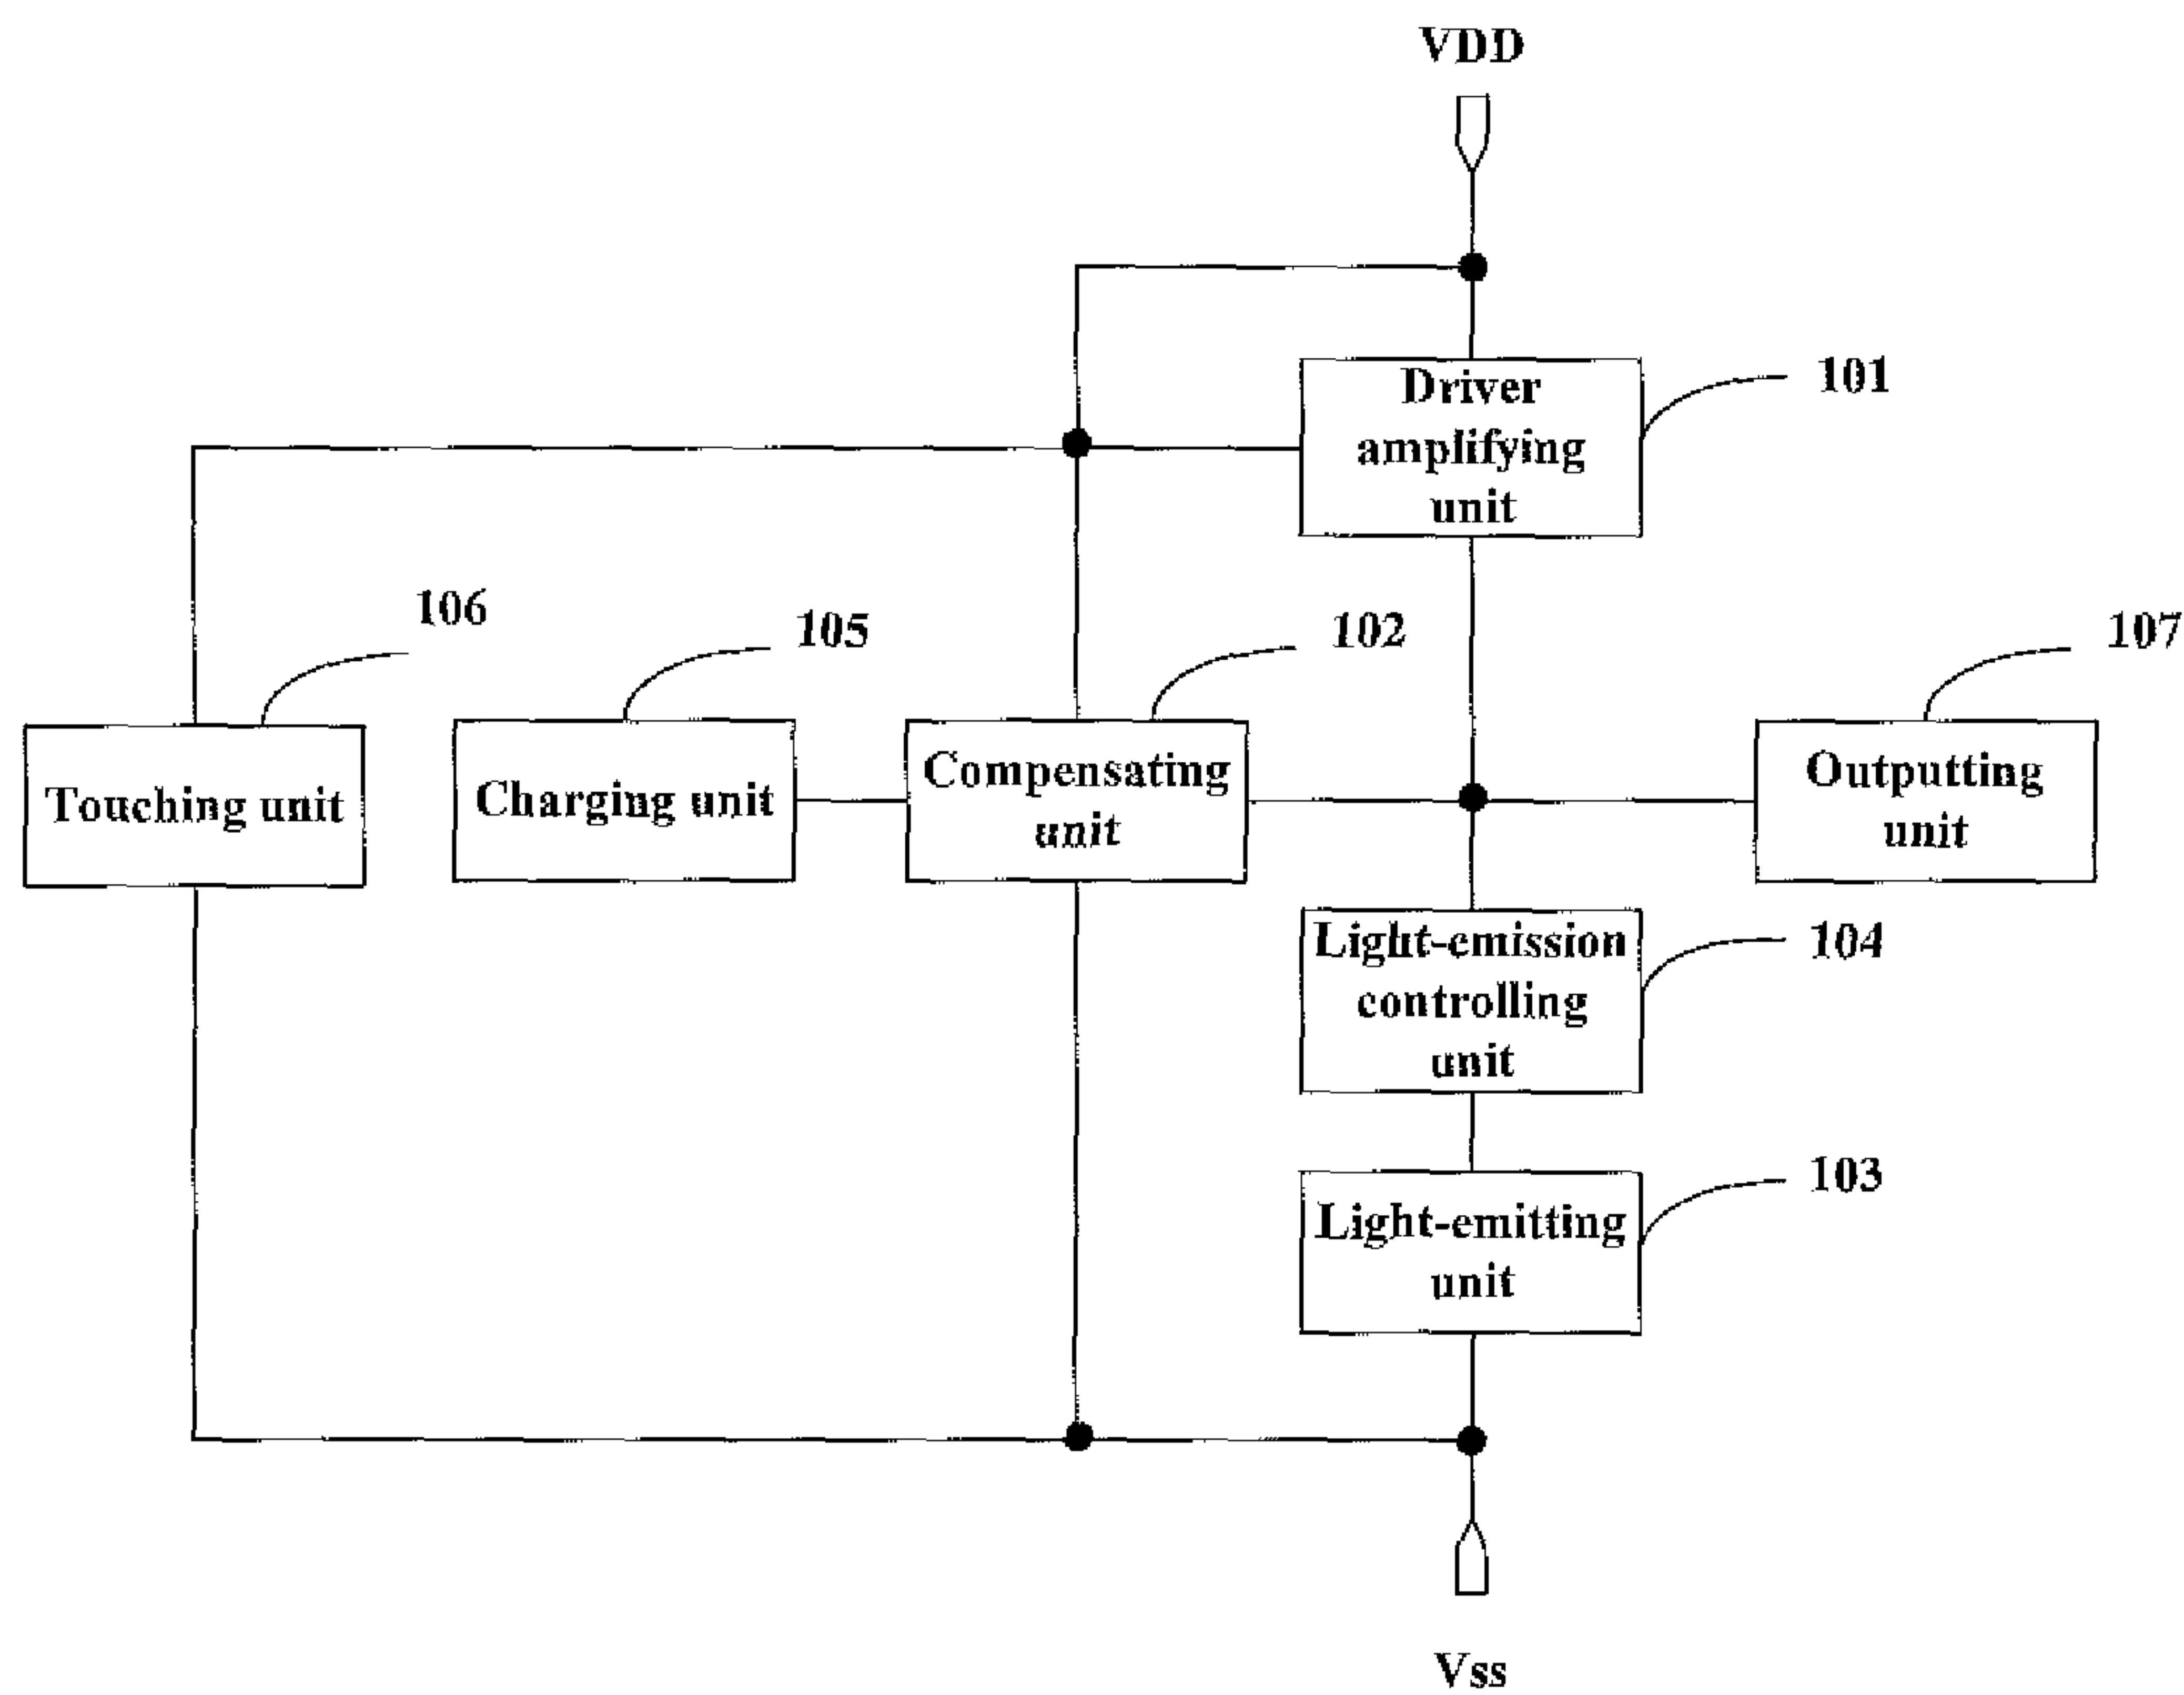 VDD
Driver
amplifying
unit
101
106
105
102
107
Touching unit
Charging unit
Compensating
unit
Outputting
unit
Light-emission
controlling
unit
104
Light-emitting
unit
103
Vss